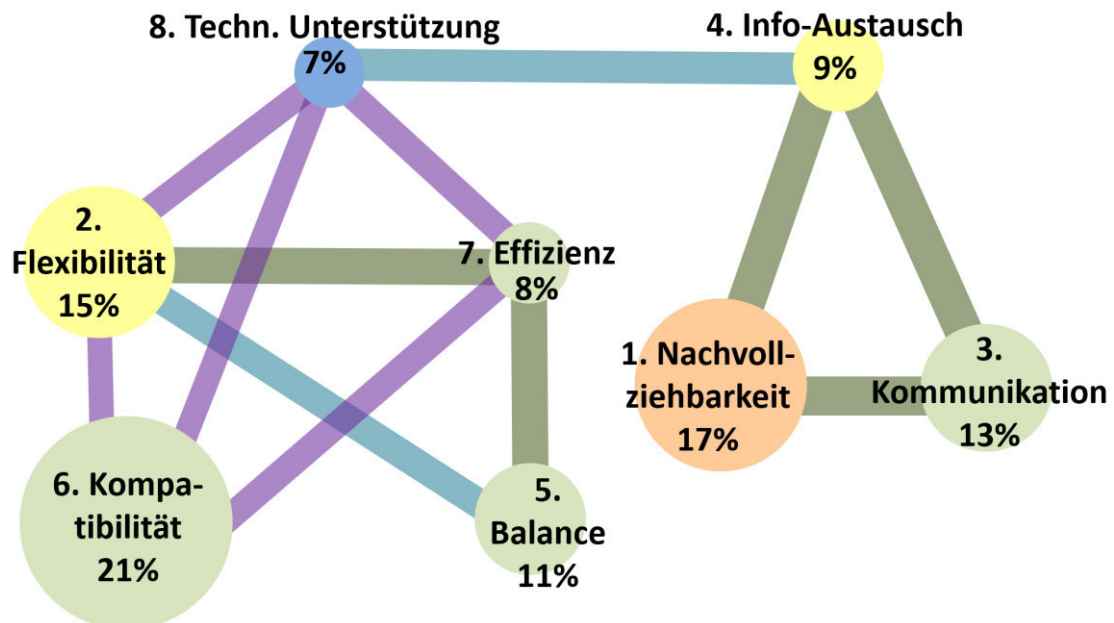 8. Techn. Unterstützung
7%
4. Info-Austausch
9%
2.
Flexibilität
15%
7. Effizienz
8%
1. Nachvoll-
ziehbarkeit
17%
3.
Kommunikation
13%
6. Kompa-
tibilität
21%
5.
Balance
11%